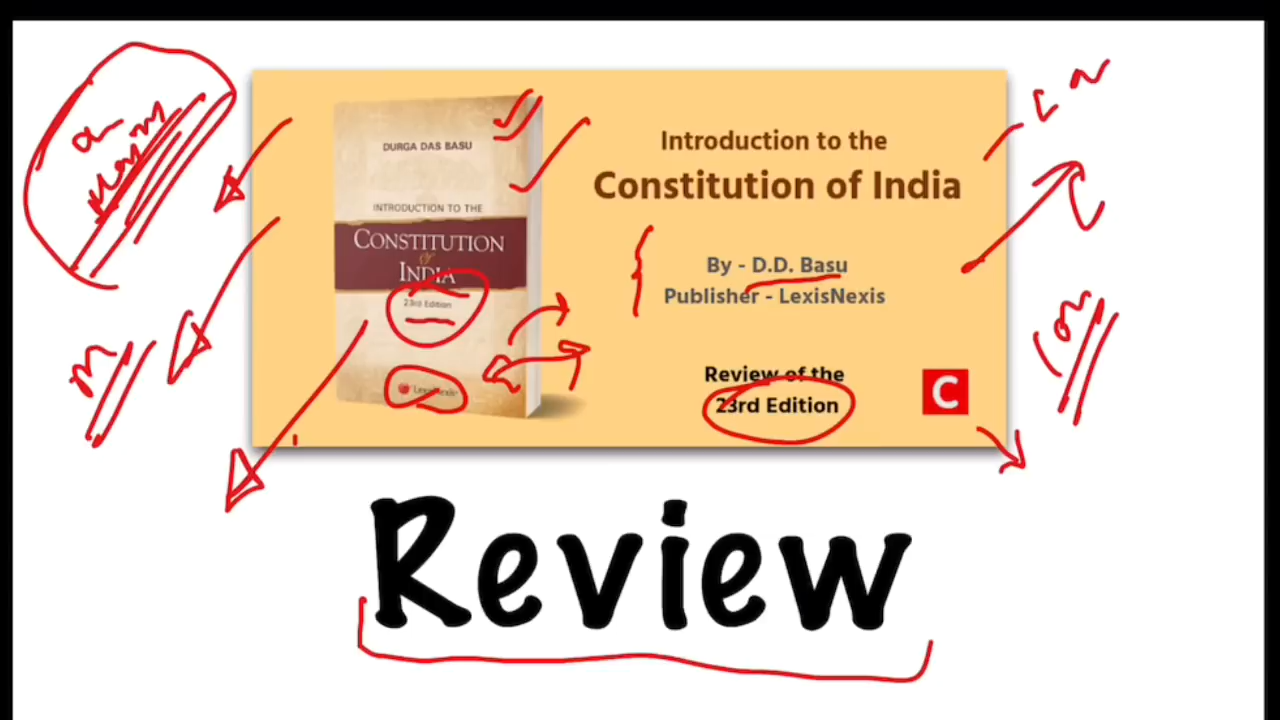 DURGA DAS BASU
INTRODUCTION TO THE
CONSTITUTION
of
INDIA
23rd Edition
LexisNexis
Introduction to the
Constitution of India
By - D.D. Basu
Publisher - LexisNexis
Review of the
23rd Edition
C
Review